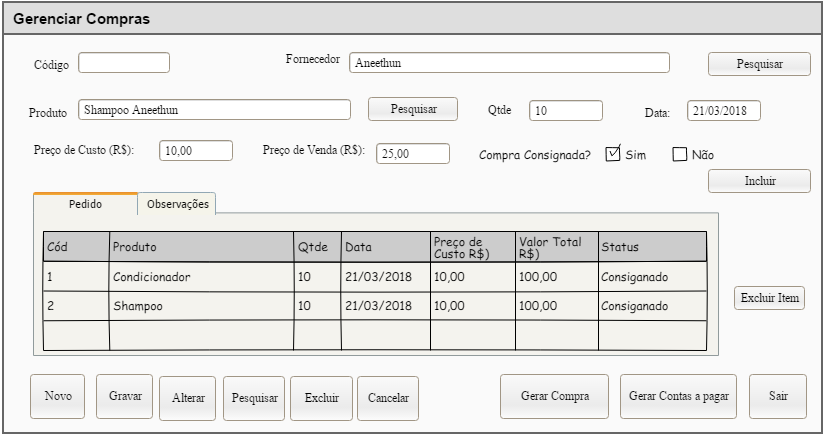 Gerenciar Compras
Código
Fornecedor Aneethun Pesquisar
Produto Shampoo Aneethun Pesquisar Qtde 10 Data: 21/03/2018
Preço de Custo (R$): 10,00 Preço de Venda (R$): 25,00 Compra Consignada? Sim Não
Incluir
Pedido Observações
Cód Produto Qtde Data Preço de Custo R$) Valor Total R$) Status
1 Condicionador 10 21/03/2018 10,00 100,00 Consiganado
2 Shampoo 10 21/03/2018 10,00 100,00 Consiganado
Excluir Item
Novo Gravar Alterar Pesquisar Excluir Cancelar Gerar Compra Gerar Contas a pagar Sair